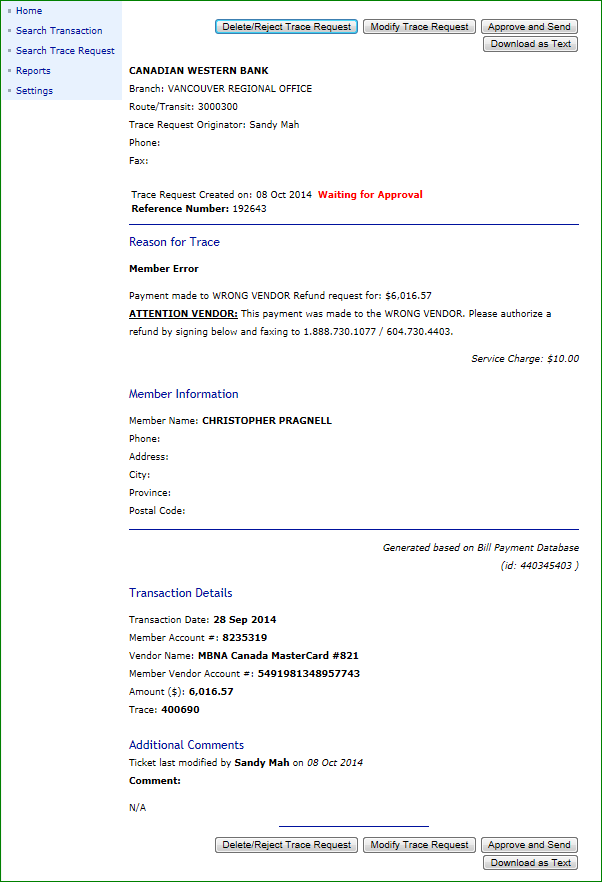 Home
Search Transaction
Search Trace Request
Reports
Settings
Delete/Reject Trace Request Modify Trace Request Approve and Send
Download as Text
CANADIAN WESTERN BANK
Branch: VANCOUVER REGIONAL OFFICE
Route/Transit: 3000300
Trace Request Originator: Sandy Mah
Phone:
Fax:
Trace Request Created on: 08 Oct 2014 Waiting for Approval
Reference Number: 192643
Reason for Trace
Member Error
Payment made to WRONG VENDOR Refund request for: $6,016.57
ATTENTION VENDOR: This payment was made to the WRONG VENDOR. Please authorize a
refund by signing below and faxing to 1.888.730.1077 / 604.730.4403.
Service Charge: $10.00
Member Information
Member Name: CHRISTOPHER PRAGNELL
Phone:
Address:
City:
Province:
Postal Code:
Generated based on Bill Payment Database
(id: 440345403 )
Transaction Details
Transaction Date: 28 Sep 2014
Member Account #: 8235319
Vendor Name: MBNA Canada MasterCard #821
Member Vendor Account #: 5491981348957743
Amount ($): 6,016.57
Trace: 400690
Additional Comments
Ticket last modified by Sandy Mah on 08 Oct 2014
Comment:
N/A
Delete/Reject Trace Request Modify Trace Request Approve and Send
Download as Text